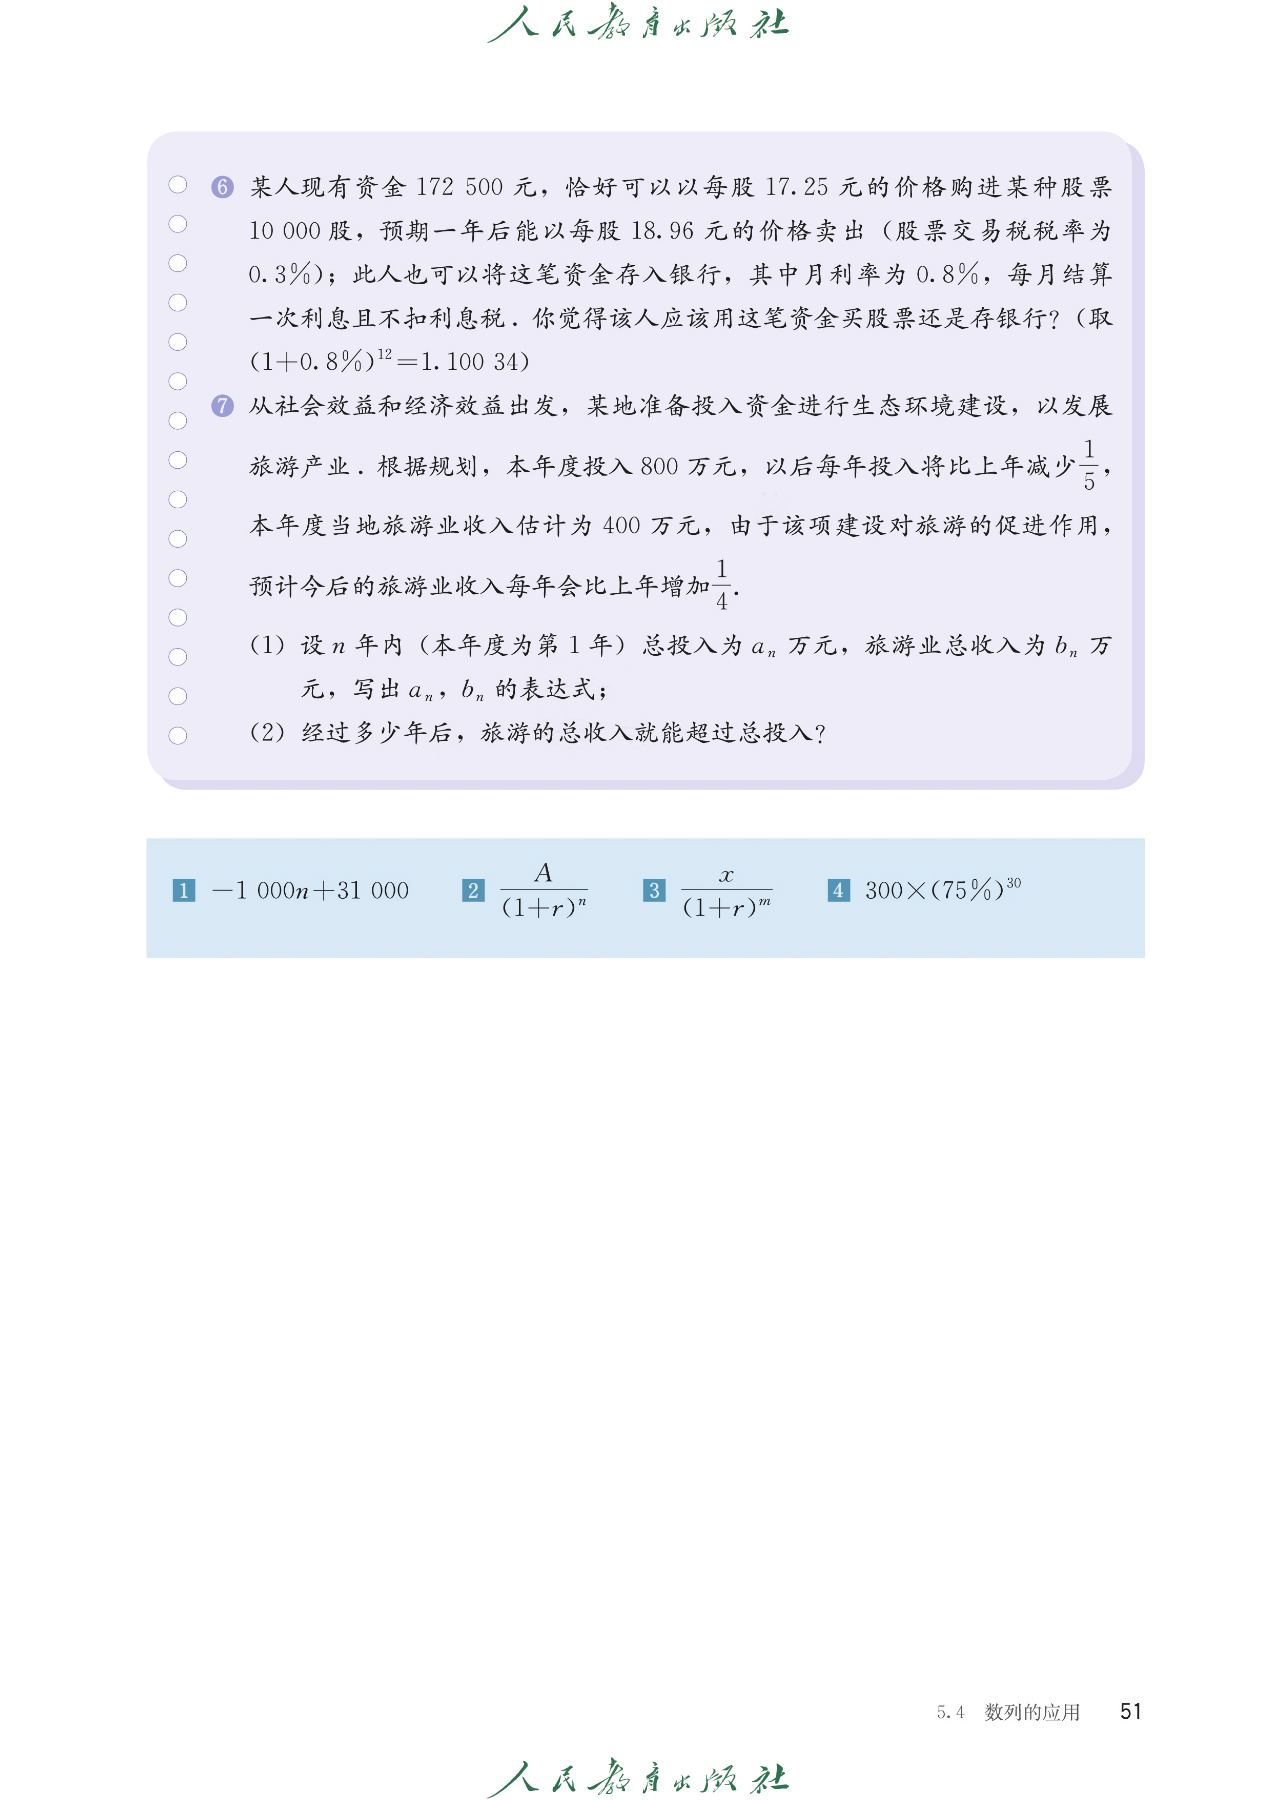 人民教育出版社
6 某人现有资金 172 500 元，恰好可以以每股 17.25 元的价格购进某种股票
10 000 股，预期一年后能以每股 18.96 元的价格卖出（股票交易税税率为
0.3%）；此人也可以将这笔资金存入银行，其中月利率为 0.8%，每月结算
一次利息且不扣利息税．你觉得该人应该用这笔资金买股票还是存银行？（取
(1+0.8%)¹²=1.100 34）
7 从社会效益和经济效益出发，某地准备投入资金进行生态环境建设，以发展
旅游产业．根据规划，本年度投入 800 万元，以后每年投入将比上年减少 1/5，
本年度当地旅游业收入估计为 400 万元，由于该项建设对旅游的促进作用，
预计今后的旅游业收入每年会比上年增加 1/4．
（1）设 n 年内（本年度为第 1 年）总投入为 aₙ 万元，旅游业总收入为 bₙ 万
元，写出 aₙ，bₙ 的表达式；
（2）经过多少年后，旅游的总收入就能超过总投入？
1 －1 000n+31 000 2 A/(1+r)ⁿ 3 x/(1+r)ᵐ 4 300×(75%)³⁰
5.4 数列的应用 51
人民教育出版社